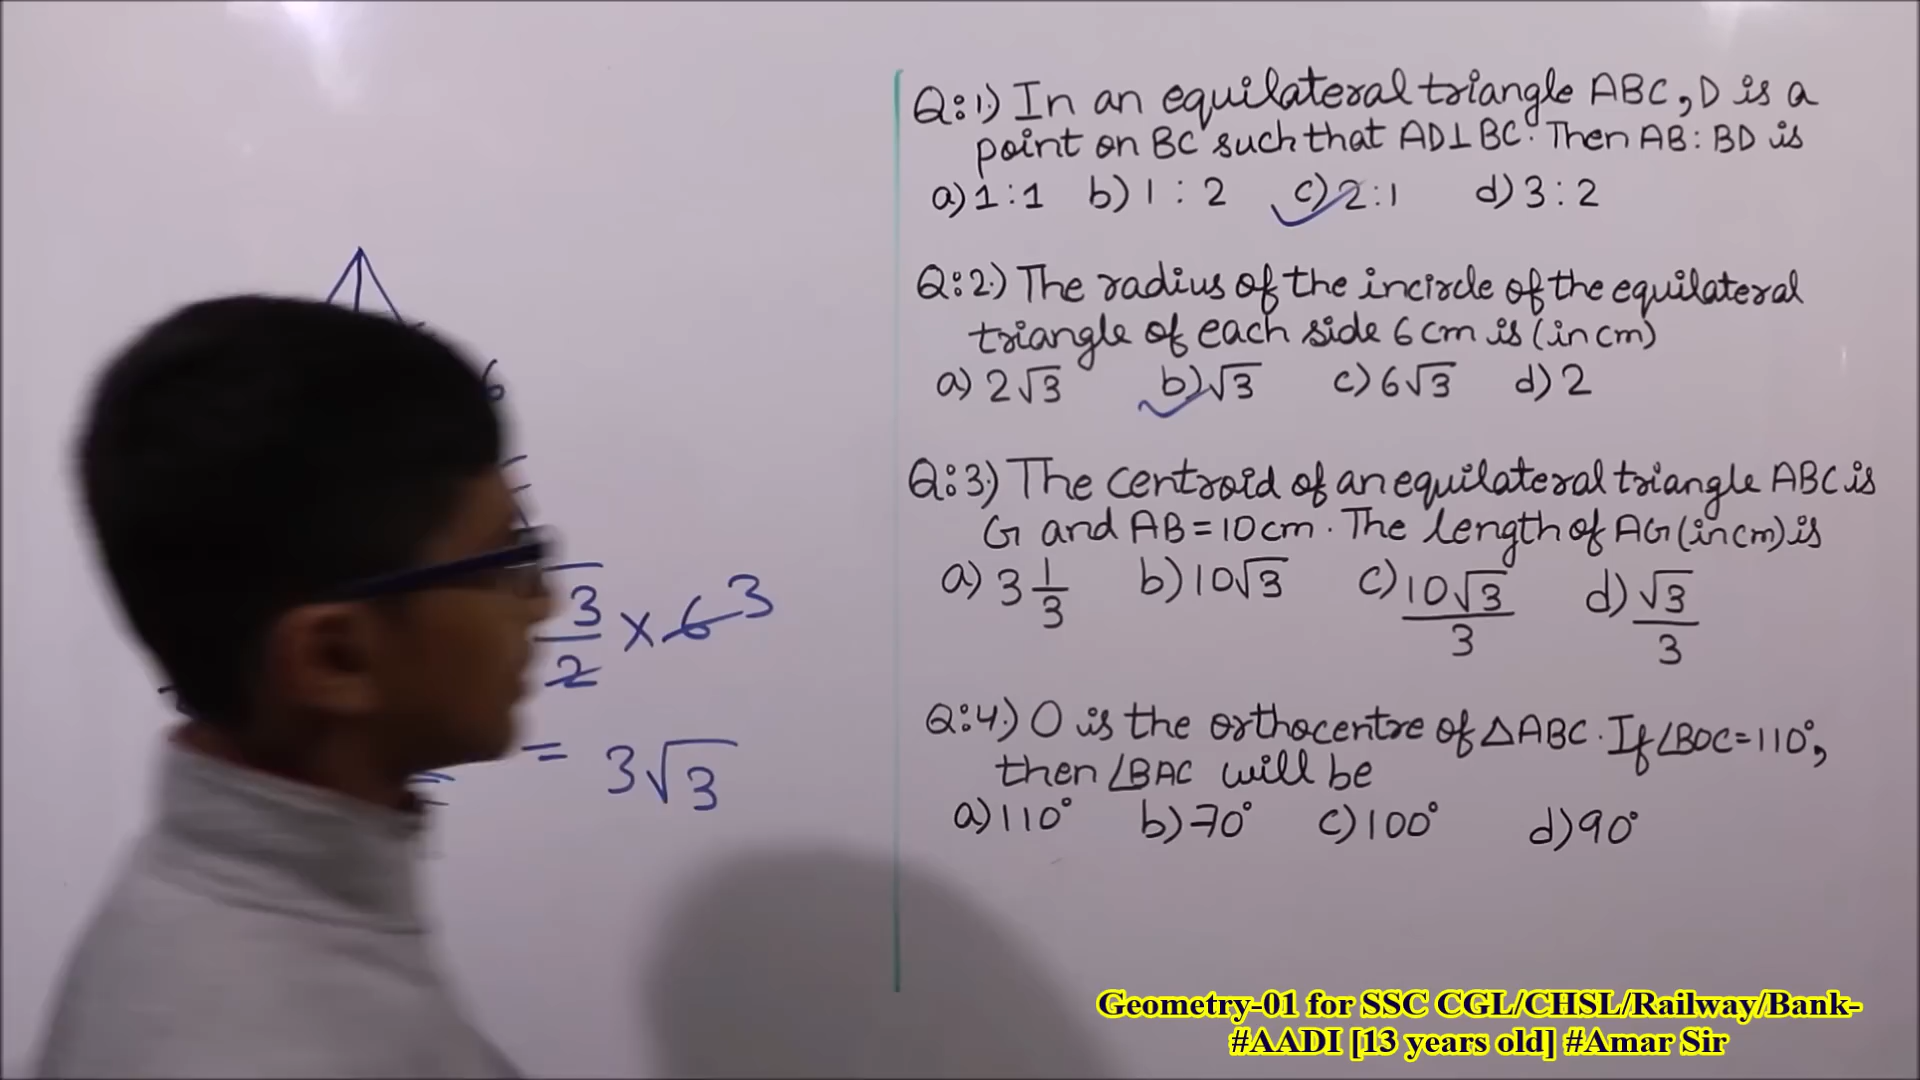 Q:1) In an equilateral triangle ABC, D is a
point on BC such that AD⊥BC. Then AB : BD is
a) 1 : 1 b) 1 : 2 c) 2 : 1 d) 3 : 2
Q:2.) The radius of the incircle of the equilateral
triangle of each side 6 cm is (in cm)
a) 2√3 b) √3 c) 6√3 d) 2
Q:3.) The centroid of an equilateral triangle ABC is
G and AB = 10 cm. The length of AG (in cm) is
a) 3 1/3 b) 10√3 c) 10√3/3 d) √3/3
Q:4.) O is the orthocentre of △ABC. If ∠BOC = 110°,
then ∠BAC will be
a) 110° b) 70° c) 100° d) 90°
6
3/2 × 6 3
= 3√3
Geometry-01 for SSC CGL/CHSL/Railway/Bank-
#AADI [13 years old] #Amar Sir